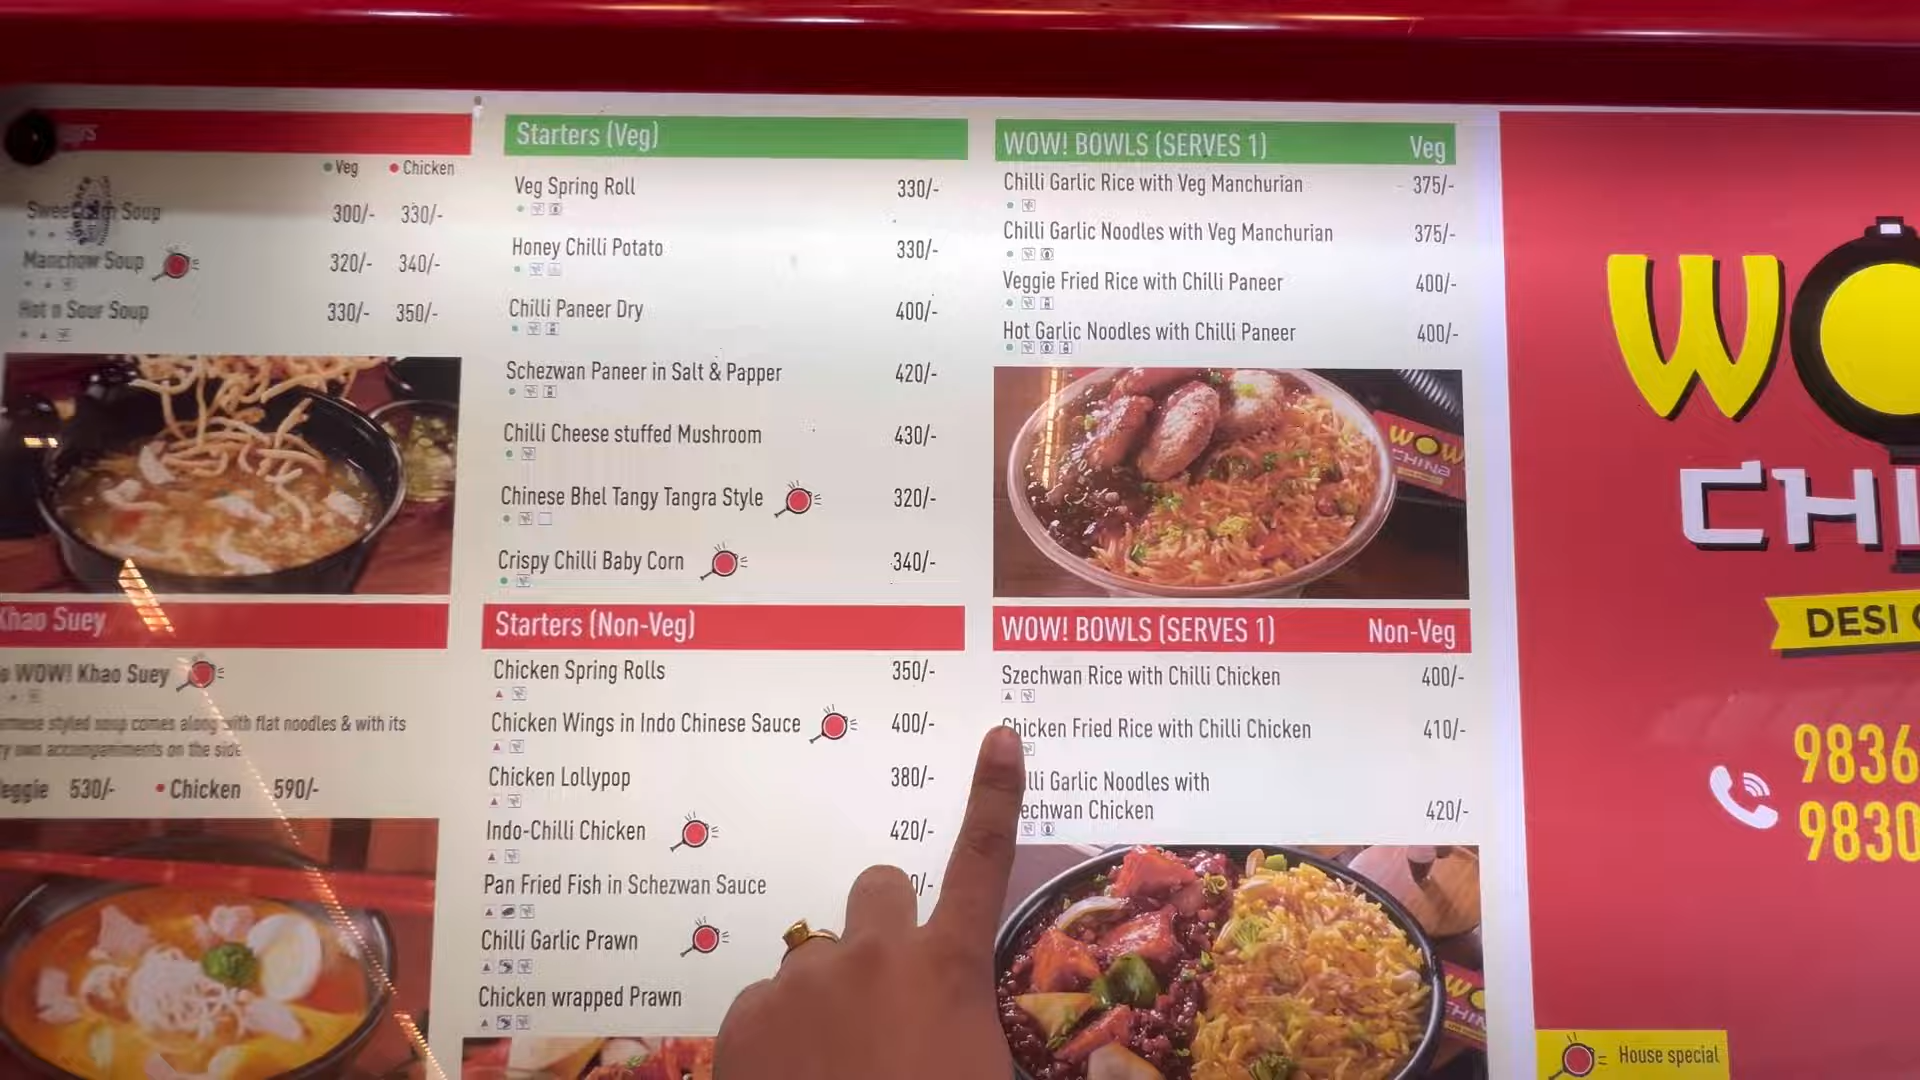 Veg Chicken
Soup 300/- 330/-
Manchow Soup 320/- 340/-
Hot n Sour Soup 330/- 350/-
Khao Suey
WOW! Khao Suey
styled soup comes along with flat noodles & with its
own accompaniments on the side
530/- Chicken 590/-
Starters (Veg)
Veg Spring Roll 330/-
Honey Chilli Potato 330/-
Chilli Paneer Dry 400/-
Schezwan Paneer in Salt & Papper 420/-
Chilli Cheese stuffed Mushroom 430/-
Chinese Bhel Tangy Tangra Style 320/-
Crispy Chilli Baby Corn 340/-
Starters (Non-Veg)
Chicken Spring Rolls 350/-
Chicken Wings in Indo Chinese Sauce 400/-
Chicken Lollypop 380/-
Indo-Chilli Chicken 420/-
Pan Fried Fish in Schezwan Sauce
Chilli Garlic Prawn
Chicken wrapped Prawn
WOW! BOWLS (SERVES 1) Veg
Chilli Garlic Rice with Veg Manchurian 375/-
Chilli Garlic Noodles with Veg Manchurian 375/-
Veggie Fried Rice with Chilli Paneer 400/-
Hot Garlic Noodles with Chilli Paneer 400/-
WOW
CHINA
WOW! BOWLS (SERVES 1) Non-Veg
Szechwan Rice with Chilli Chicken 400/-
Chicken Fried Rice with Chilli Chicken 410/-
Garlic Noodles with
Chicken 420/-
WO
CHI
DESI
9836
9830
House special